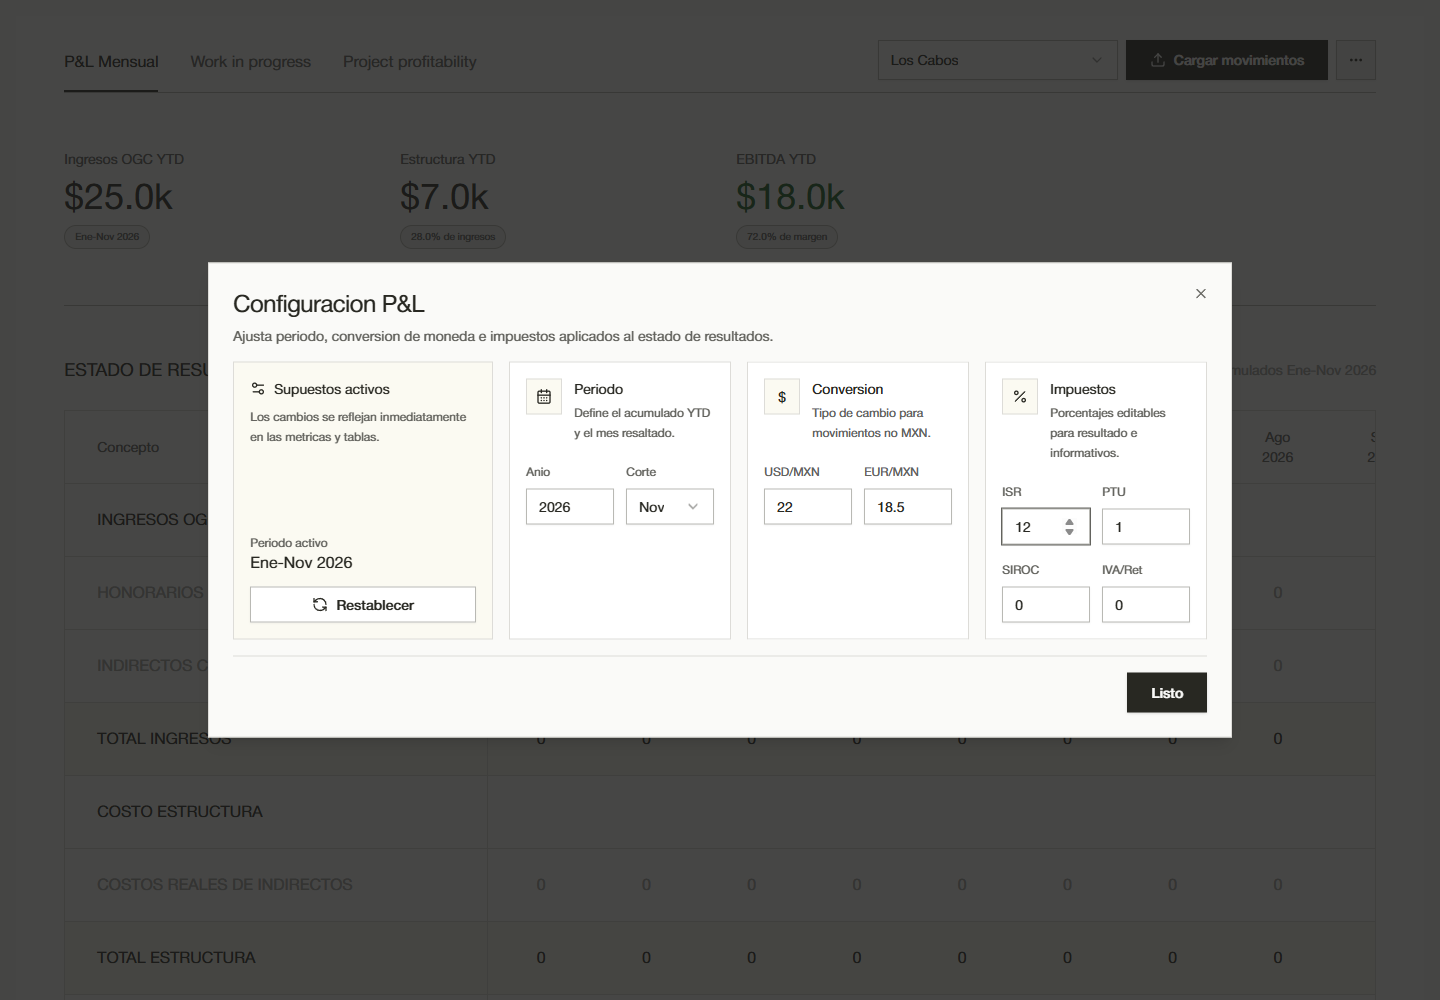 P&L Mensual Work in progress Project profitability Los Cabos Cargar movimientos ...
Ingresos OGC YTD Estructura YTD EBITDA YTD
$25.0k $7.0k $18.0k
Ene-Nov 2026 28.0% de ingresos 72.0% de margen
Configuracion P&L
Ajusta periodo, conversion de moneda e impuestos aplicados al estado de resultados.
Supuestos activos
Los cambios se reflejan inmediatamente
en las metricas y tablas.
Periodo activo
Ene-Nov 2026
Restablecer
Periodo
Define el acumulado YTD
y el mes resaltado.
Anio Corte
2026 Nov
$ Conversion
Tipo de cambio para
movimientos no MXN.
USD/MXN EUR/MXN
22 18.5
% Impuestos
Porcentajes editables
para resultado e
informativos.
ISR PTU
12 1
SIROC IVA/Ret
0 0
Listo
ESTADO DE RESU mulados Ene-Nov 2026
Concepto Ago
2026
INGRESOS OG
HONORARIOS 0
INDIRECTOS C 0
TOTAL INGRESOS 0 0 0 0 0 0 0 0
COSTO ESTRUCTURA
COSTOS REALES DE INDIRECTOS 0 0 0 0 0 0 0 0
TOTAL ESTRUCTURA 0 0 0 0 0 0 0 0